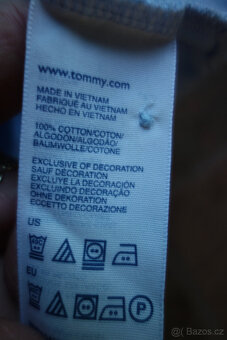 www.tommy.com
MADE IN VIETNAM
FABRIQUÉ AU VIETNAM
HECHO EN VIETNAM
100% COTTON/COTON/
ALGODÓN/ALGODÃO/
BAUMWOLLE/COTONE
EXCLUSIVE OF DECORATION
SAUF DÉCORATION
EXCLUYE LA DECORACIÓN
EXCLUINDO DECORAÇÃO
OHNE DEKORATION
ECCETTO DECORAZIONE
US
EU
P
Bazos.cz